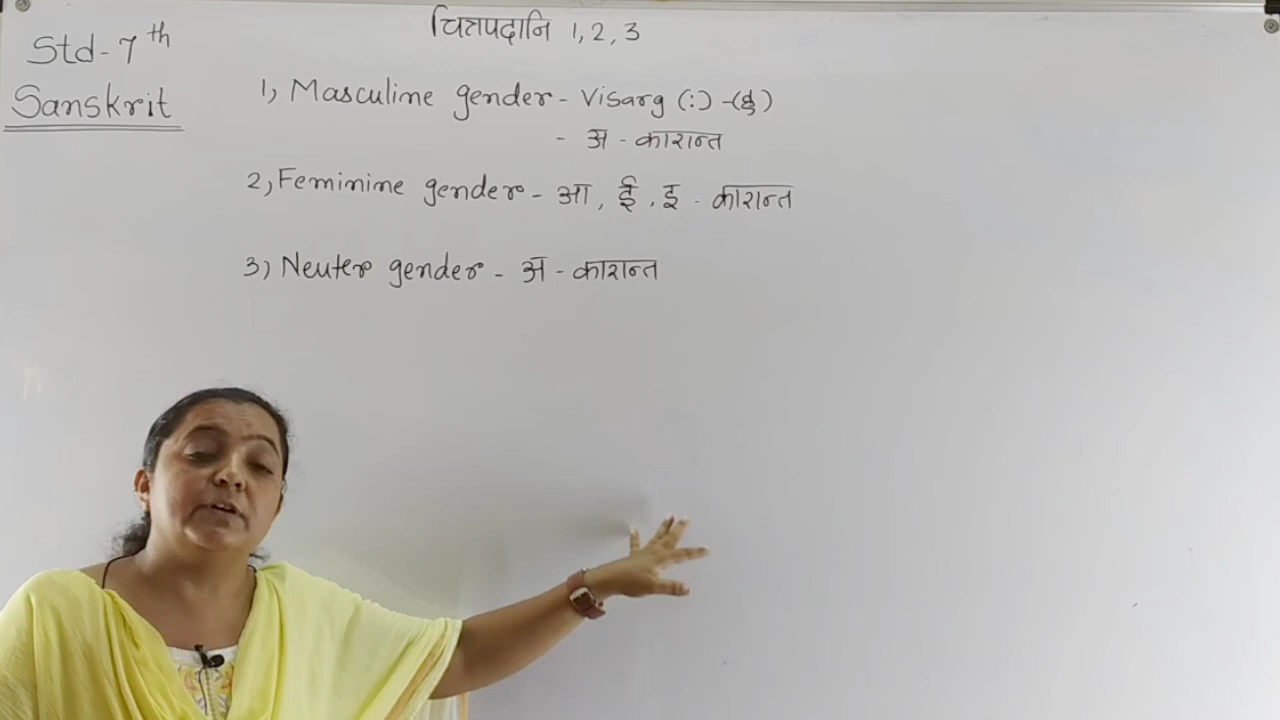 Std-7th
Sanskrit
चित्रपदानि 1, 2, 3
1) Masculine gender - Visarg (:) -(ह्)
- अ - कारान्त
2) Feminine gender - आ, ई, इ - कारान्त
3) Neuter gender - अ - कारान्त